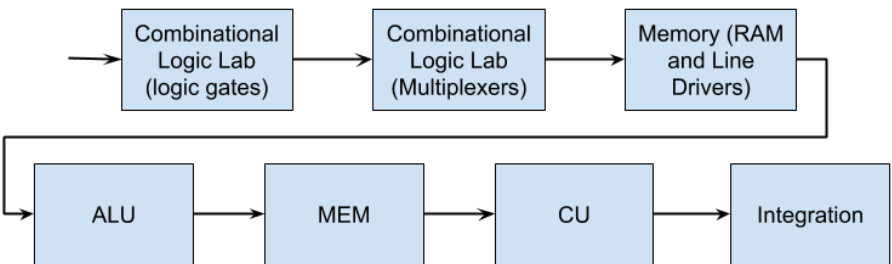 Combinational
Logic Lab
(logic gates)
Combinational
Logic Lab
(Multiplexers)
Memory (RAM
and Line
Drivers)
ALU
MEM
CU
Integration